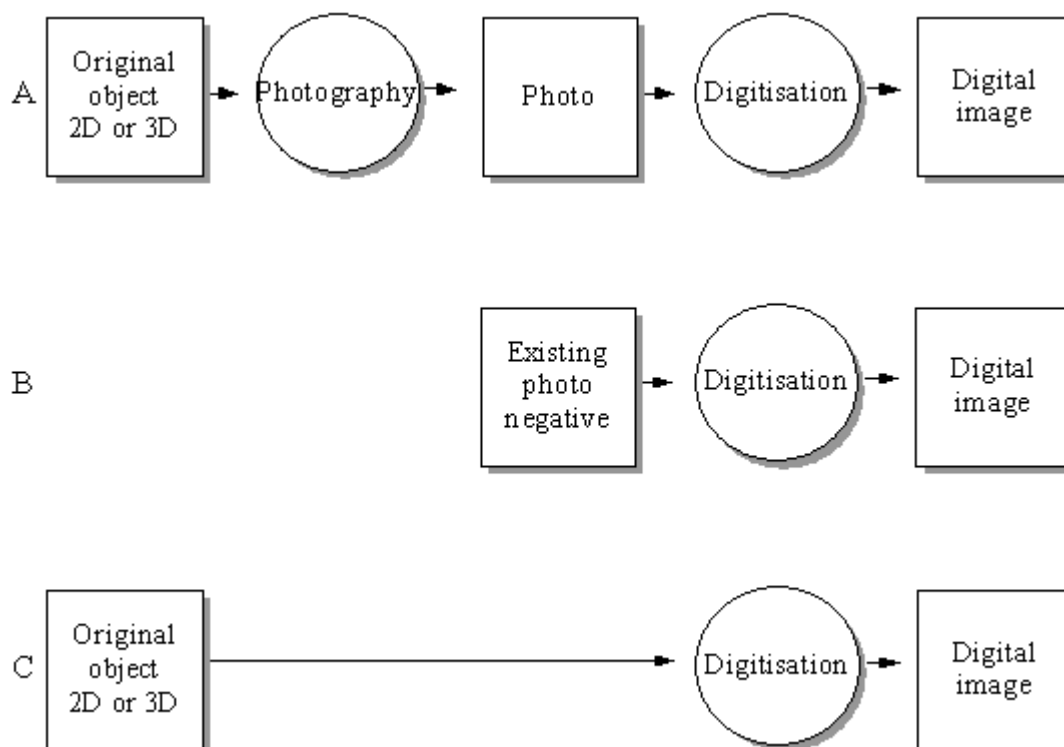 A
Original
object
2D or 3D
Photography
Photo
Digitisation
Digital
image
B
Existing
photo
negative
Digitisation
Digital
image
C
Original
object
2D or 3D
Digitisation
Digital
image